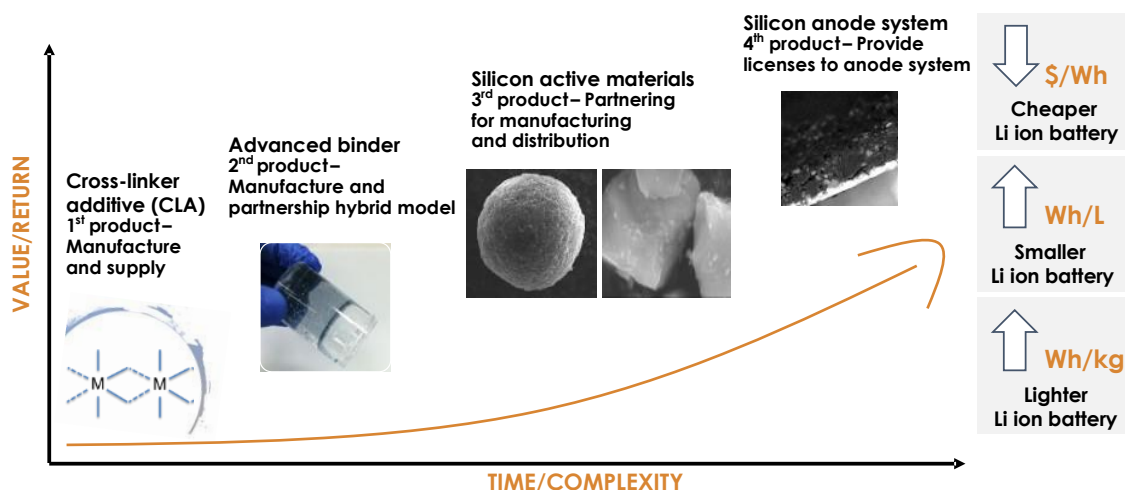 VALUE/RETURN
Cross-linker
additive (CLA)
1st product–
Manufacture
and supply
M
M
Advanced binder
2nd product–
Manufacture and
partnership hybrid model
Silicon active materials
3rd product– Partnering
for manufacturing
and distribution
Silicon anode system
4th product– Provide
licenses to anode system
$/Wh
Cheaper
Li ion battery
Wh/L
Smaller
Li ion battery
Wh/kg
Lighter
Li ion battery
TIME/COMPLEXITY